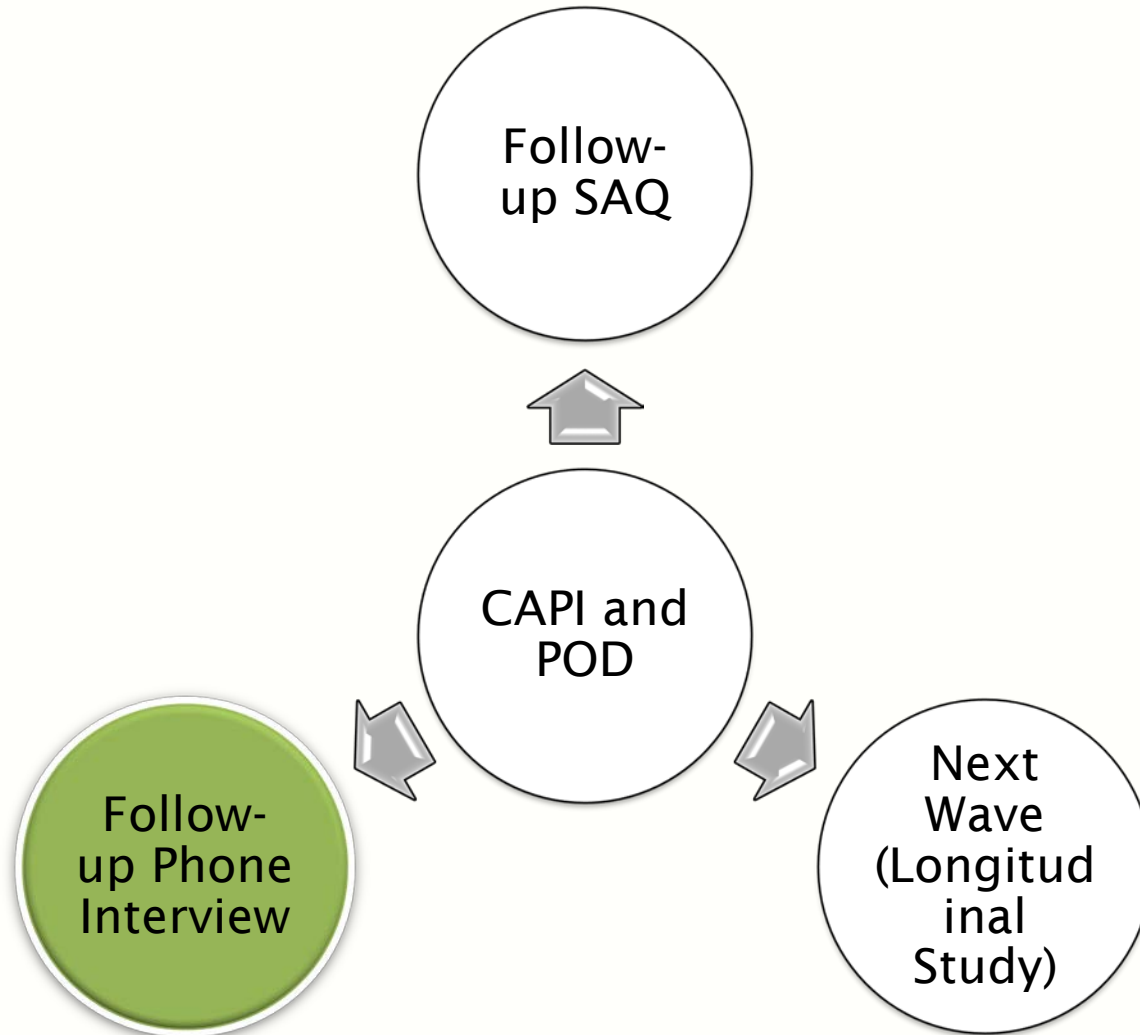 Follow-
up SAQ
CAPI and
POD
Follow-
up Phone
Interview
Next
Wave
(Longitud
inal
Study)